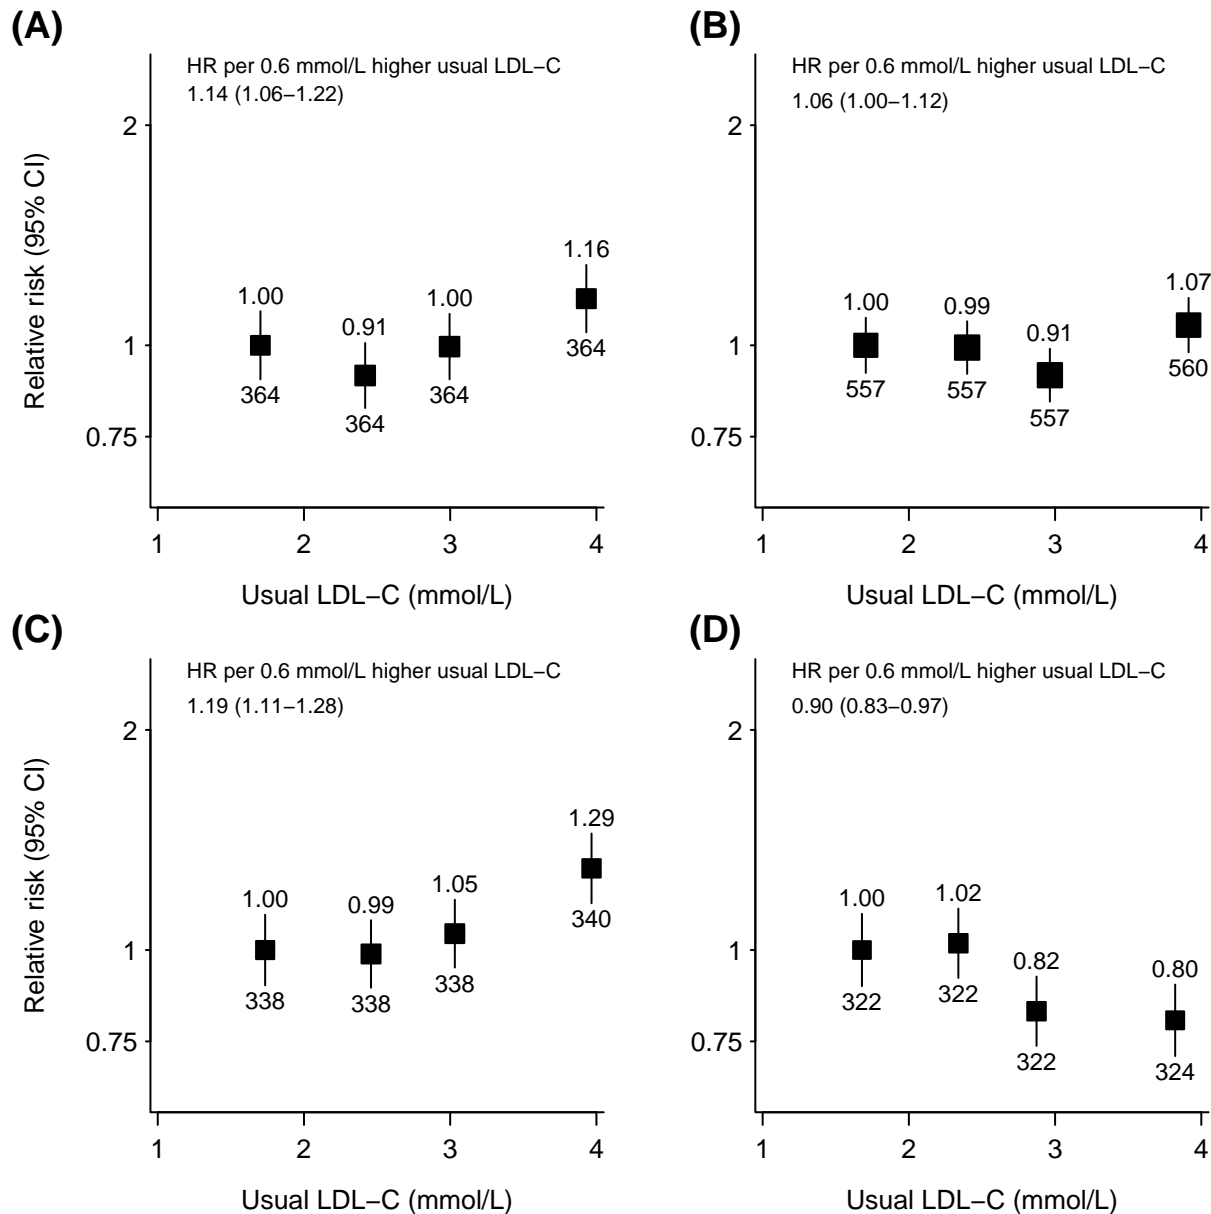 (A)
HR per 0.6 mmol/L higher usual LDL−C
1.14 (1.06−1.22)
Relative risk (95% CI)
2
1
0.75
1.00
364
0.91
364
1.00
364
1.16
364
1 2 3 4
Usual LDL−C (mmol/L)
(B)
HR per 0.6 mmol/L higher usual LDL−C
1.06 (1.00−1.12)
2
1
0.75
1.00
557
0.99
557
0.91
557
1.07
560
1 2 3 4
Usual LDL−C (mmol/L)
(C)
HR per 0.6 mmol/L higher usual LDL−C
1.19 (1.11−1.28)
Relative risk (95% CI)
2
1
0.75
1.00
338
0.99
338
1.05
338
1.29
340
1 2 3 4
Usual LDL−C (mmol/L)
(D)
HR per 0.6 mmol/L higher usual LDL−C
0.90 (0.83−0.97)
2
1
0.75
1.00
322
1.02
322
0.82
322
0.80
324
1 2 3 4
Usual LDL−C (mmol/L)